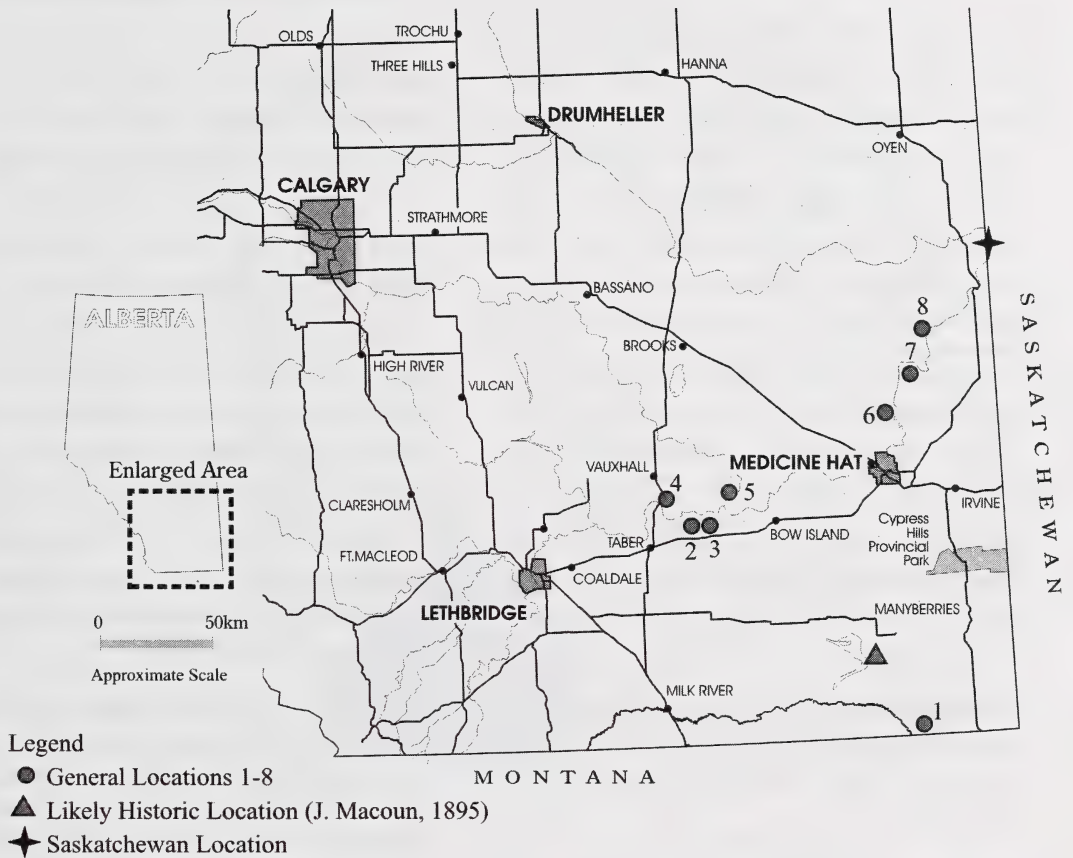 OLDS
TROCHU
THREE HILLS
HANNA
DRUMHELLER
OYEN
CALGARY
STRATHMORE
BASSANO
ALBERTA
8
BROOKS
7
HIGH RIVER
VULCAN
6
SASKATCHEWAN
Enlarged Area
VAUXHALL
MEDICINE HAT
4
5
IRVINE
CLARESHOLM
2
3
BOW ISLAND
Cypress
Hills
Provincial
Park
FT.MACLEOD
TABER
COALDALE
LETHBRIDGE
MANYBERRIES
0 50km
Approximate Scale
MILK RIVER
1
MONTANA
Legend
General Locations 1-8
Likely Historic Location (J. Macoun, 1895)
Saskatchewan Location